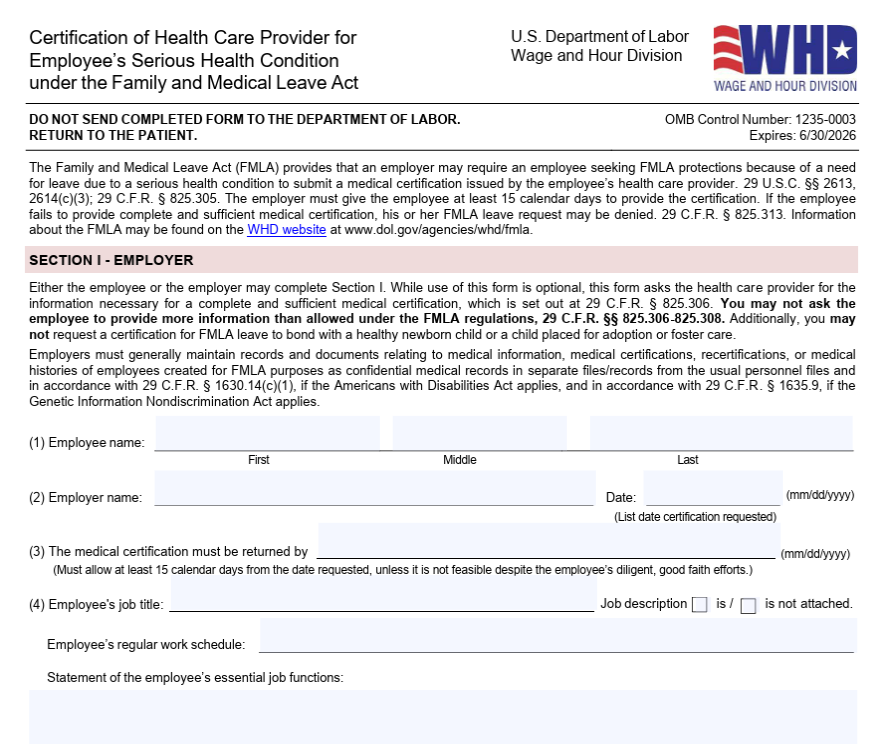 Certification of Health Care Provider for
Employee's Serious Health Condition
under the Family and Medical Leave Act
U.S. Department of Labor
Wage and Hour Division
WHD
WAGE AND HOUR DIVISION
DO NOT SEND COMPLETED FORM TO THE DEPARTMENT OF LABOR.
RETURN TO THE PATIENT.
OMB Control Number: 1235-0003
Expires: 6/30/2026
The Family and Medical Leave Act (FMLA) provides that an employer may require an employee seeking FMLA protections because of a need
for leave due to a serious health condition to submit a medical certification issued by the employee's health care provider. 29 U.S.C. §§ 2613,
2614(c)(3); 29 C.F.R. § 825.305. The employer must give the employee at least 15 calendar days to provide the certification. If the employee
fails to provide complete and sufficient medical certification, his or her FMLA leave request may be denied. 29 C.F.R. § 825.313. Information
about the FMLA may be found on the WHD website at www.dol.gov/agencies/whd/fmla.
SECTION I - EMPLOYER
Either the employee or the employer may complete Section I. While use of this form is optional, this form asks the health care provider for the
information necessary for a complete and sufficient medical certification, which is set out at 29 C.F.R. § 825.306. You may not ask the
employee to provide more information than allowed under the FMLA regulations, 29 C.F.R. §§ 825.306-825.308. Additionally, you may
not request a certification for FMLA leave to bond with a healthy newborn child or a child placed for adoption or foster care.
Employers must generally maintain records and documents relating to medical information, medical certifications, recertifications, or medical
histories of employees created for FMLA purposes as confidential medical records in separate files/records from the usual personnel files and
in accordance with 29 C.F.R. § 1630.14(c)(1), if the Americans with Disabilities Act applies, and in accordance with 29 C.F.R. § 1635.9, if the
Genetic Information Nondiscrimination Act applies.
(1) Employee name:
First Middle Last
(2) Employer name: Date: (mm/dd/yyyy)
(List date certification requested)
(3) The medical certification must be returned by (mm/dd/yyyy)
(Must allow at least 15 calendar days from the date requested, unless it is not feasible despite the employee's diligent, good faith efforts.)
(4) Employee's job title: Job description is / is not attached.
Employee's regular work schedule:
Statement of the employee's essential job functions: